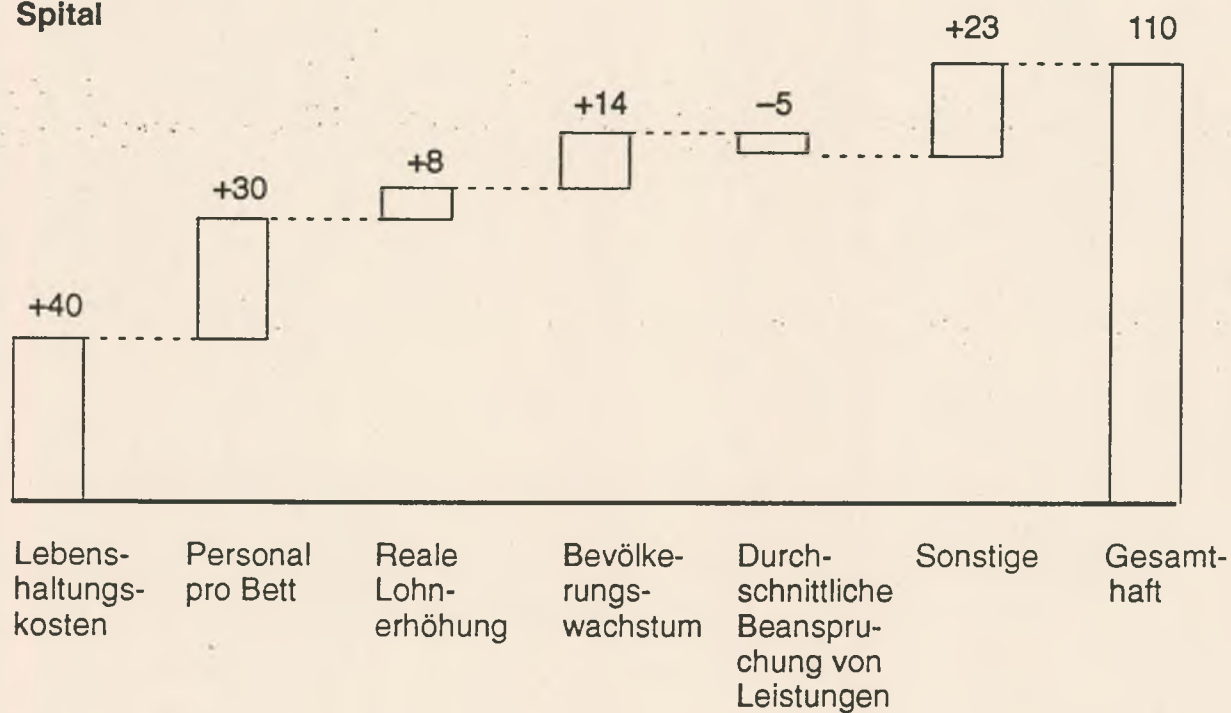 Spital
+23 110
+14 –5
+8
+30
+40
Lebens-
haltungs-
kosten
Personal
pro Bett
Reale
Lohn-
erhöhung
Bevölke-
rungs-
wachstum
Durch-
schnittliche
Beanspru-
chung von
Leistungen
Sonstige
Gesamt-
haft